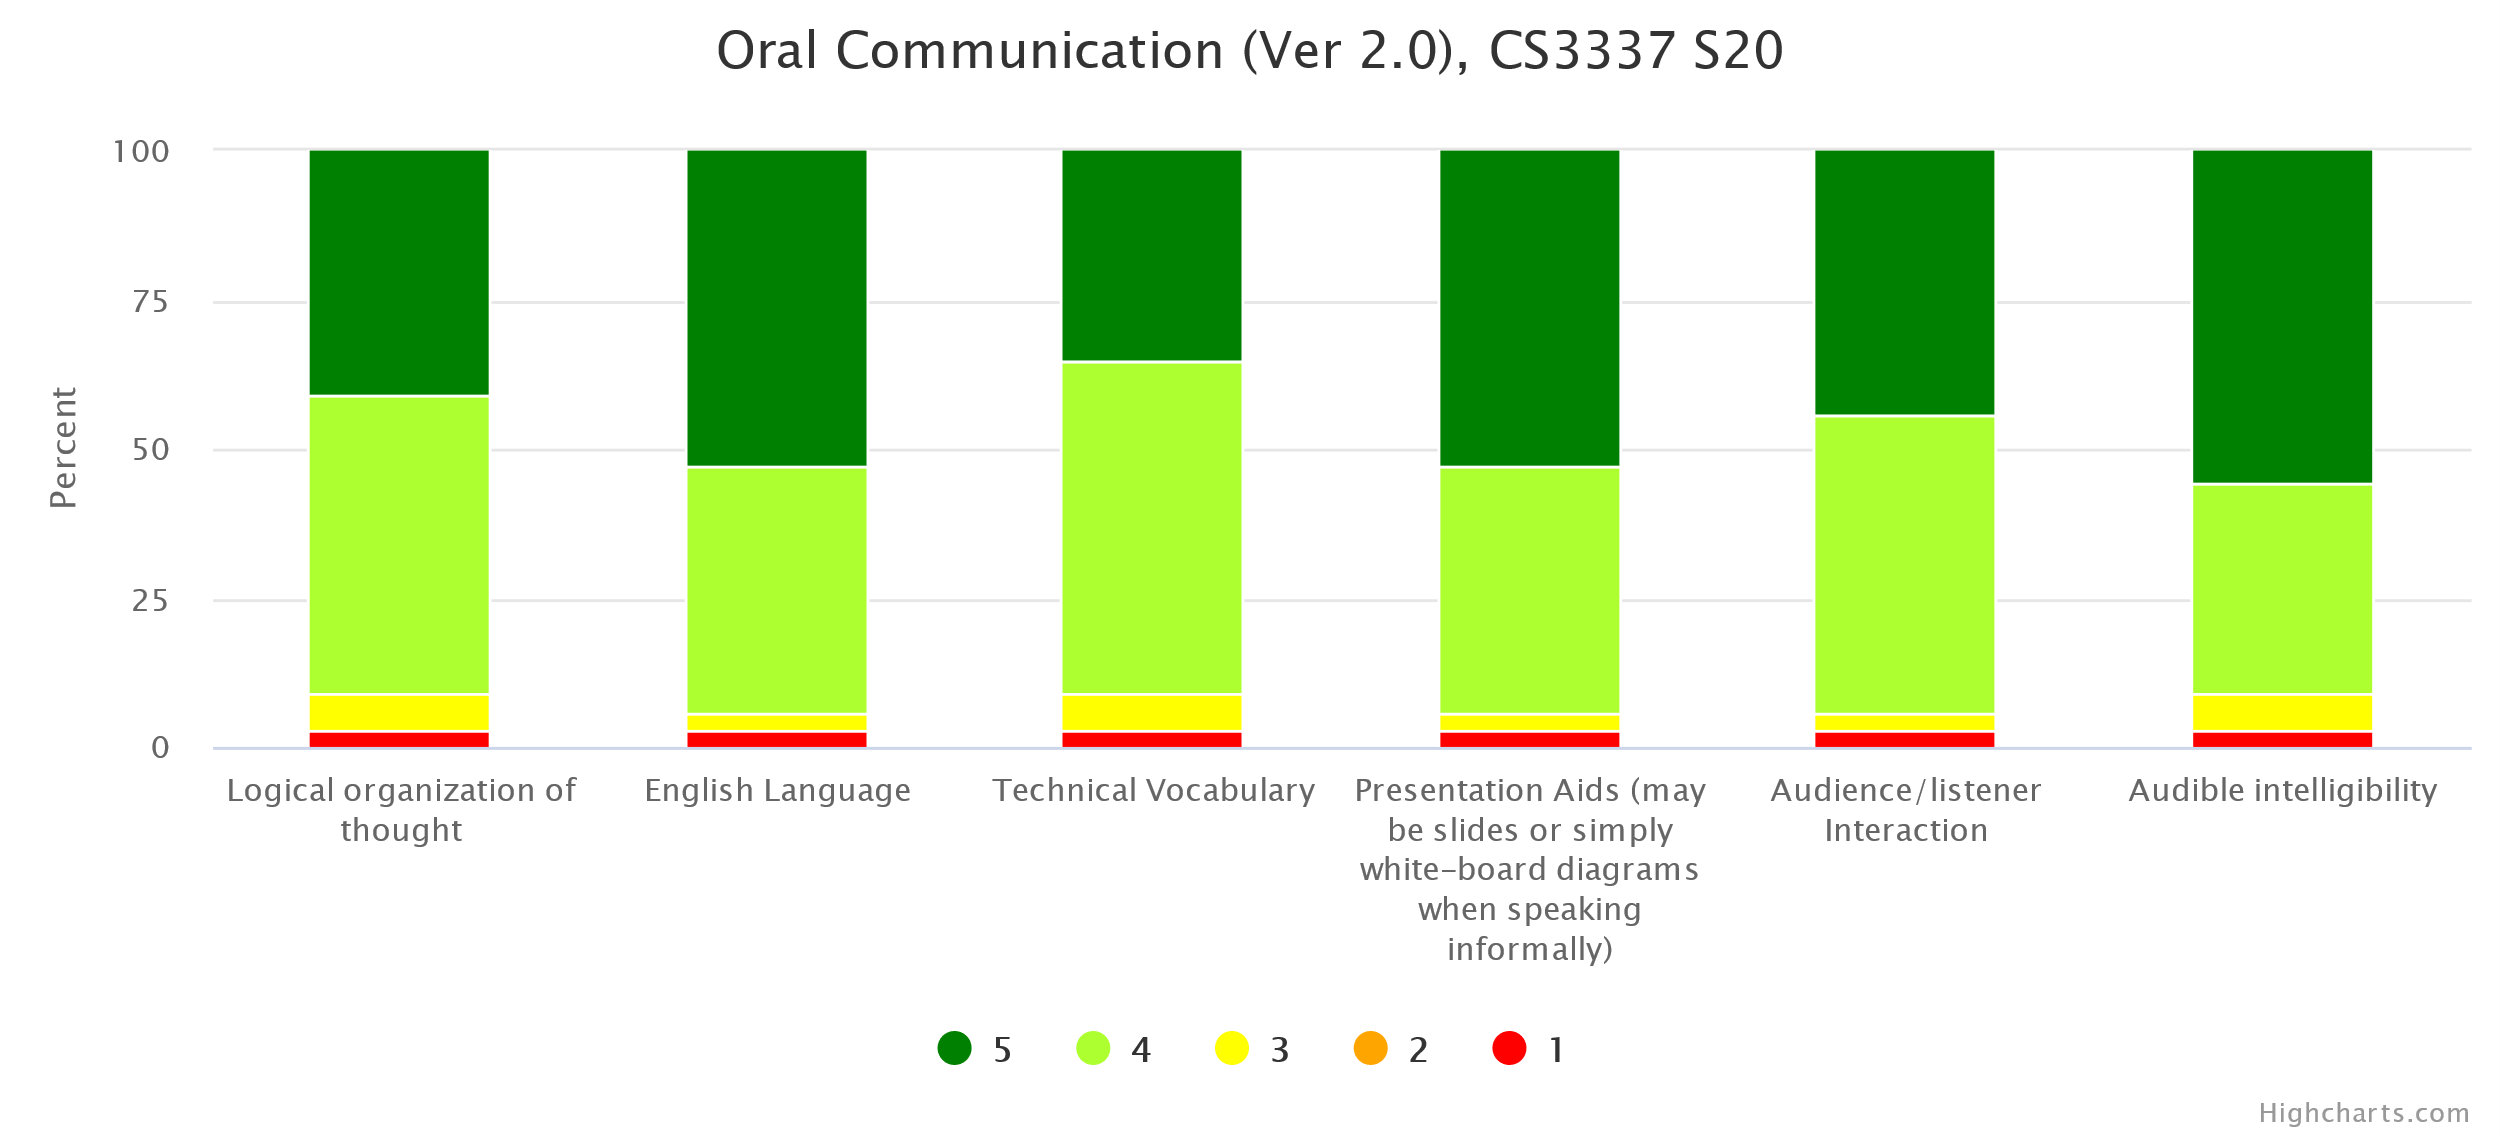 Oral Communication (Ver 2.0), CS3337 S20
100
75
50
25
0
Percent
Logical organization of
thought
English Language
Technical Vocabulary
Presentation Aids (may
be slides or simply
white-board diagrams
when speaking
informally)
Audience/listener
Interaction
Audible intelligibility
5 4 3 2 1
Highcharts.com